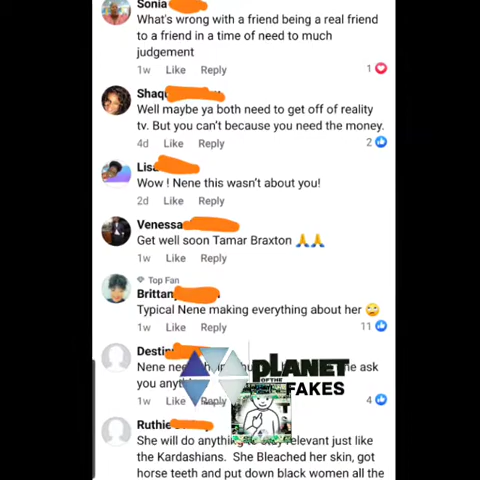 Sonia
What's wrong with a friend being a real friend
to a friend in a time of need to much
judgement
1w Like Reply 1
Shaq
Well maybe ya both need to get off of reality
tv. But you can't because you need the money.
4d Like Reply 2
Lisa
Wow ! Nene this wasn't about you!
2d Like Reply
Venessa
Get well soon Tamar Braxton 🙏🙏
1w Like Reply
Top Fan
Brittan
Typical Nene making everything about her 🙄
1w Like Reply 11
Destin
Nene ask
you any
1w Like Reply 4
PLANET
OF THE
FAKES
Ruthie
She will do anything to stay relevant just like
the Kardashians. She Bleached her skin, got
horse teeth and put down black women all the